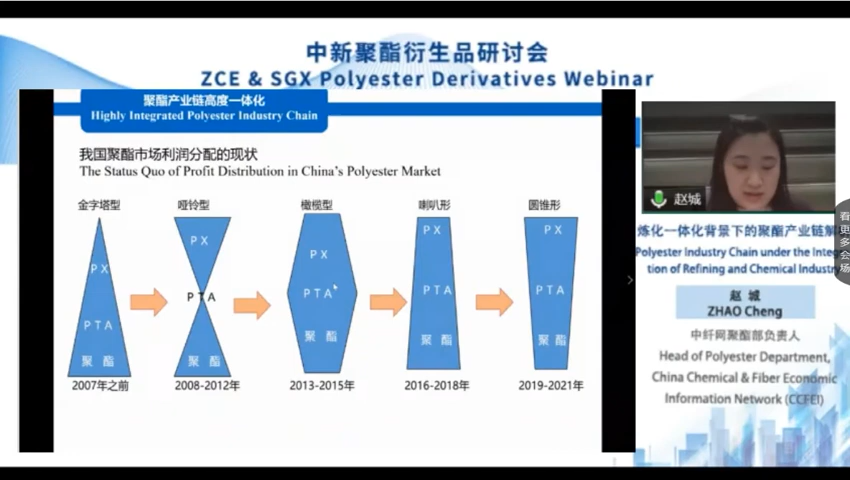 中新聚酯衍生品研讨会
ZCE & SGX Polyester Derivatives Webinar
聚酯产业链高度一体化
Highly Integrated Polyester Industry Chain
我国聚酯市场利润分配的现状
The Status Quo of Profit Distribution in China's Polyester Market
金字塔型 哑铃型 橄榄型 喇叭形 圆锥形
PX PX PX PX PX
PTA PTA PTA PTA PTA
聚 酯 聚 酯 聚 酯 聚 酯 聚 酯
2007年之前 2008-2012年 2013-2015年 2016-2018年 2019-2021年
赵城
看更多会场
炼化一体化背景下的聚酯产业链解
Polyester Industry Chain under the Integ
tion of Refining and Chemical Industry
赵 城
ZHAO Cheng
中纤网聚酯部负责人
Head of Polyester Department,
China Chemical & Fiber Economic
Information Network (CCFEI)